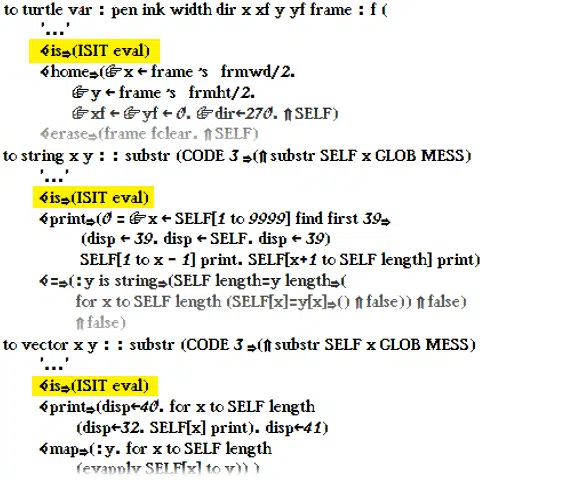 to turtle var : pen ink width dir x xf y yf frame : f (
'...'
∢is⇒(ISIT eval)
∢home⇒(☞x ← frame 's frmwd/2.
☞y ← frame 's frmht/2.
☞xf ← ☞yf ← 0. ☞dir←270. ⇑SELF)
∢erase⇒(frame fclear. ⇑SELF)
to string x y : : substr (CODE 3 ⇒(⇑substr SELF x GLOB MESS)
'...'
∢is⇒(ISIT eval)
∢print⇒(0 = ☞x ← SELF[1 to 9999] find first 39⇒
(disp ← 39. disp ← SELF. disp ← 39)
SELF[1 to x - 1] print. SELF[x+1 to SELF length] print)
∢=⇒(:y is string⇒(SELF length=y length⇒(
for x to SELF length (SELF[x]=y[x]⇒() ⇑false)) ⇑false)
⇑false)
to vector x y : : substr (CODE 3 ⇒(⇑substr SELF x GLOB MESS)
'...'
∢is⇒(ISIT eval)
∢print⇒(disp←40. for x to SELF length
(disp←32. SELF[x] print). disp←41)
∢map⇒(:y. for x to SELF length
(evapply SELF[x] to y)) )